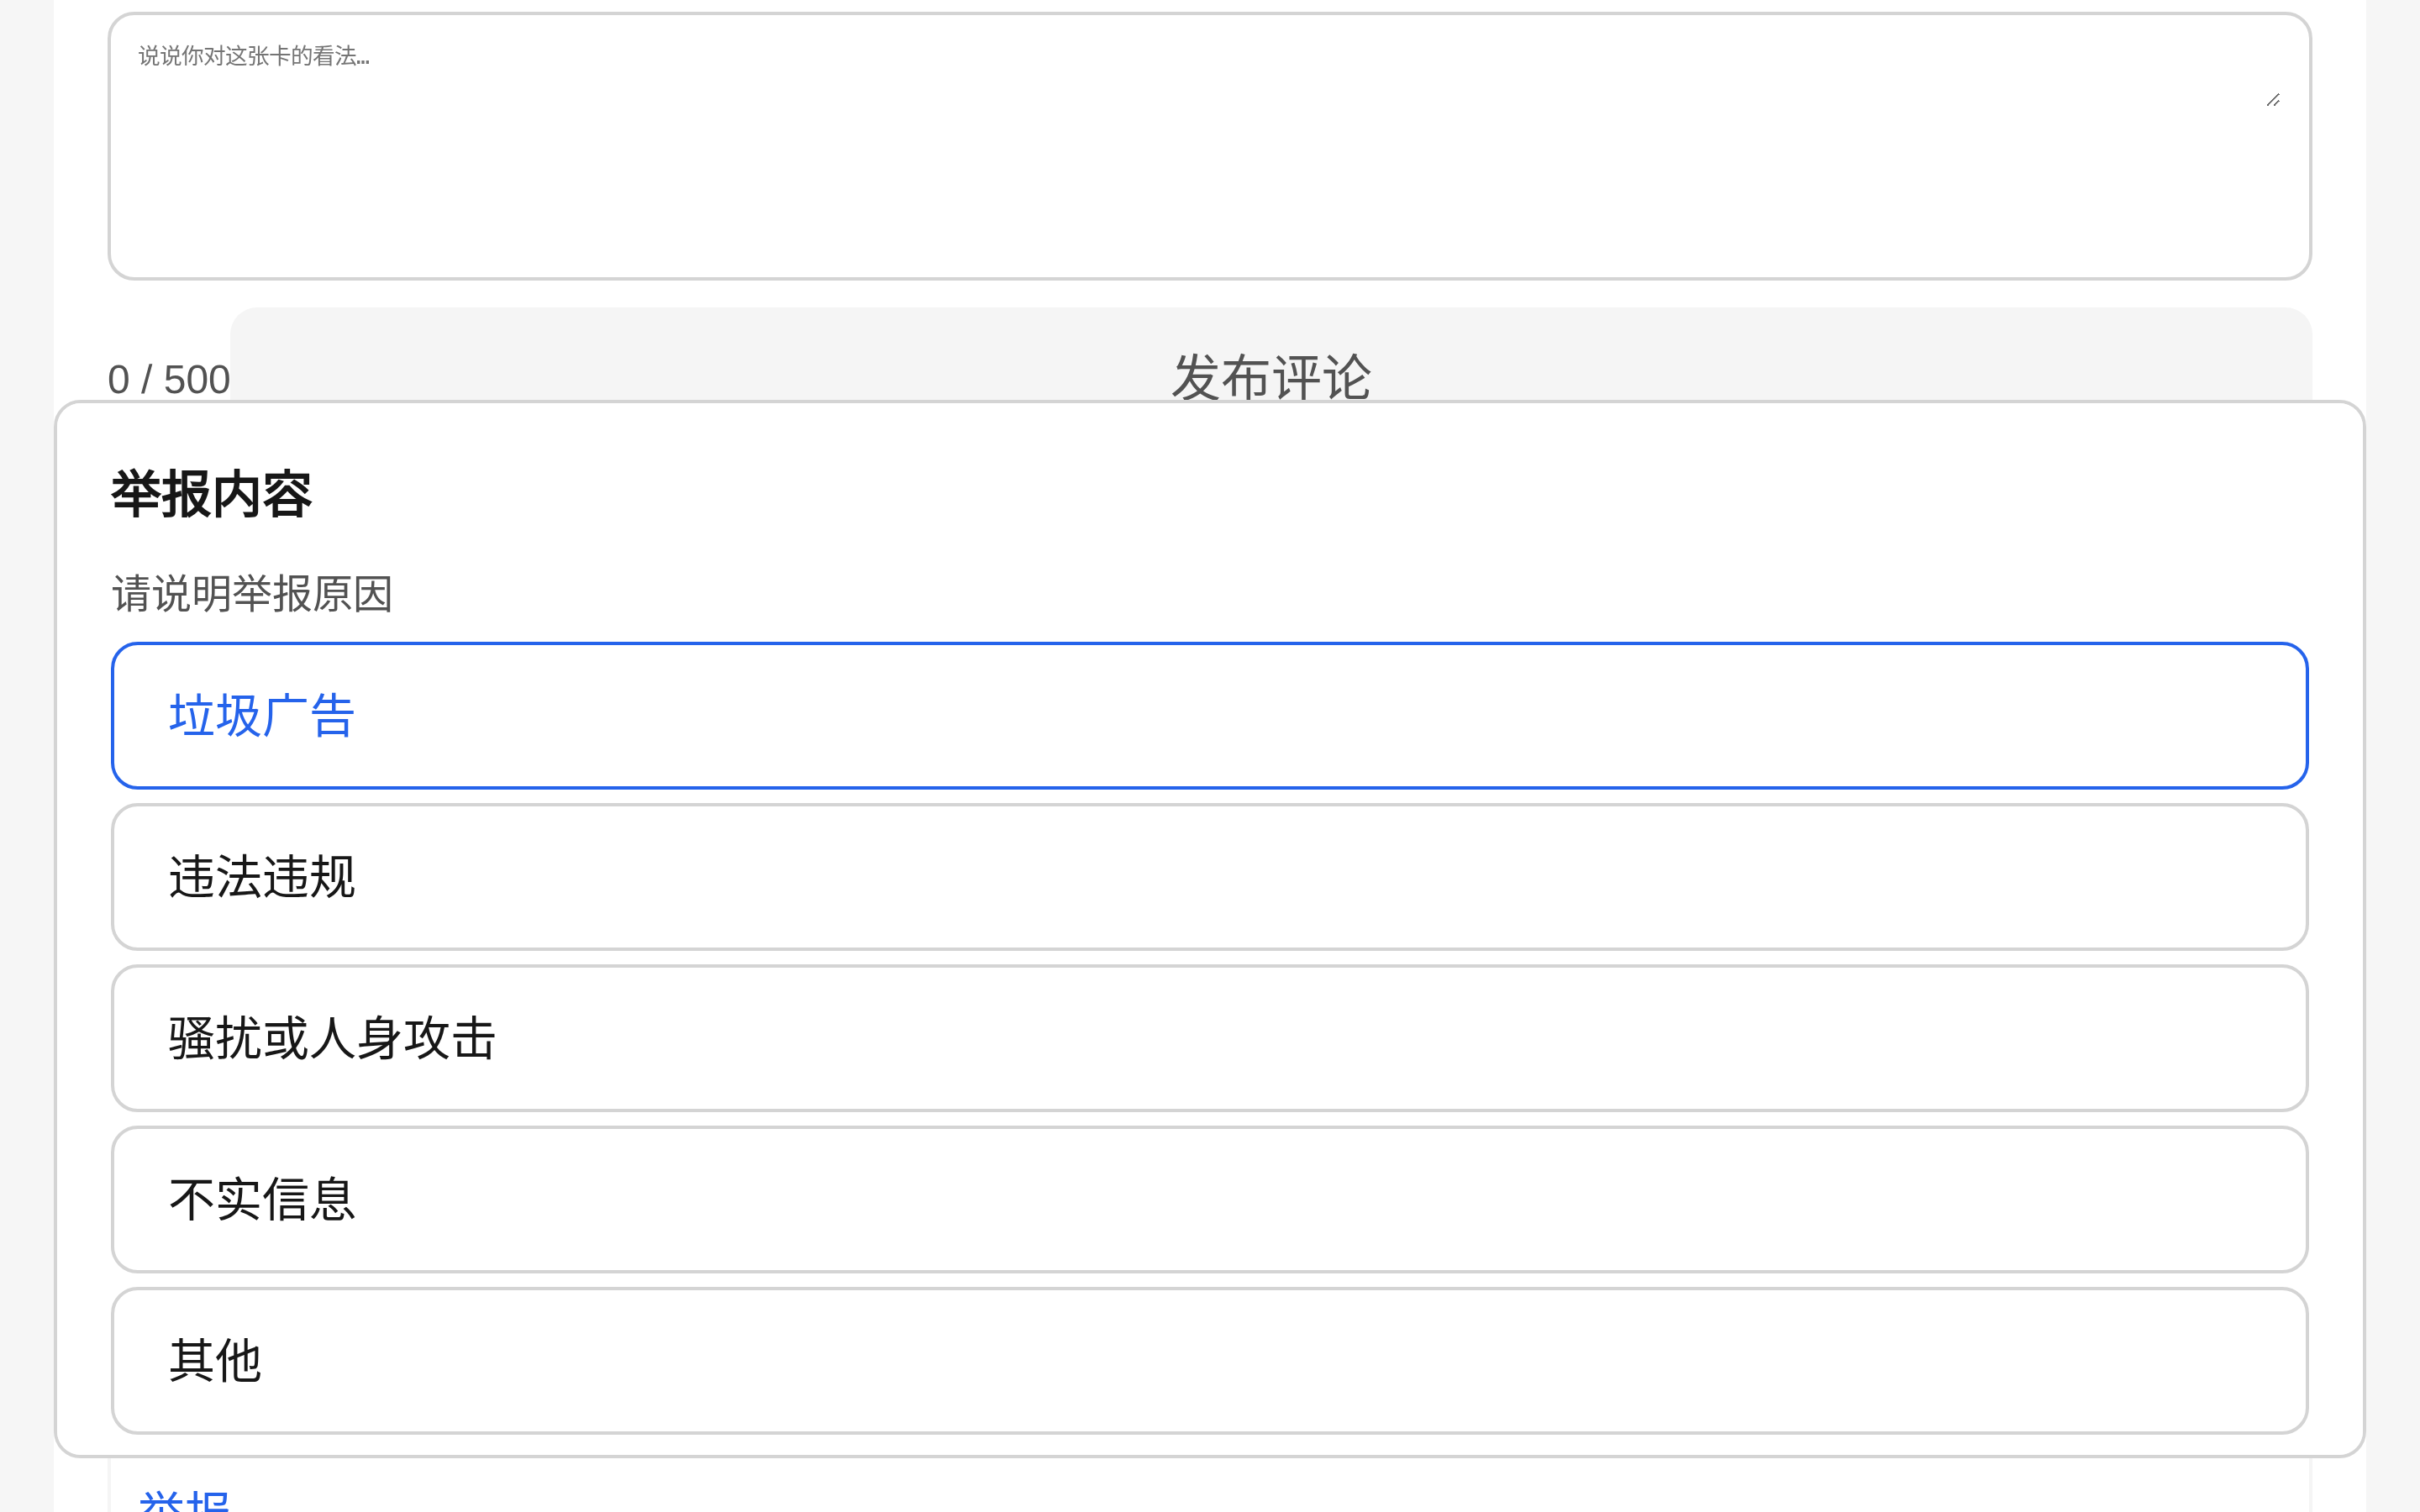 说说你对这张卡的看法…
0 / 500
发布评论
举报内容
请说明举报原因
垃圾广告
违法违规
骚扰或人身攻击
不实信息
其他
举报